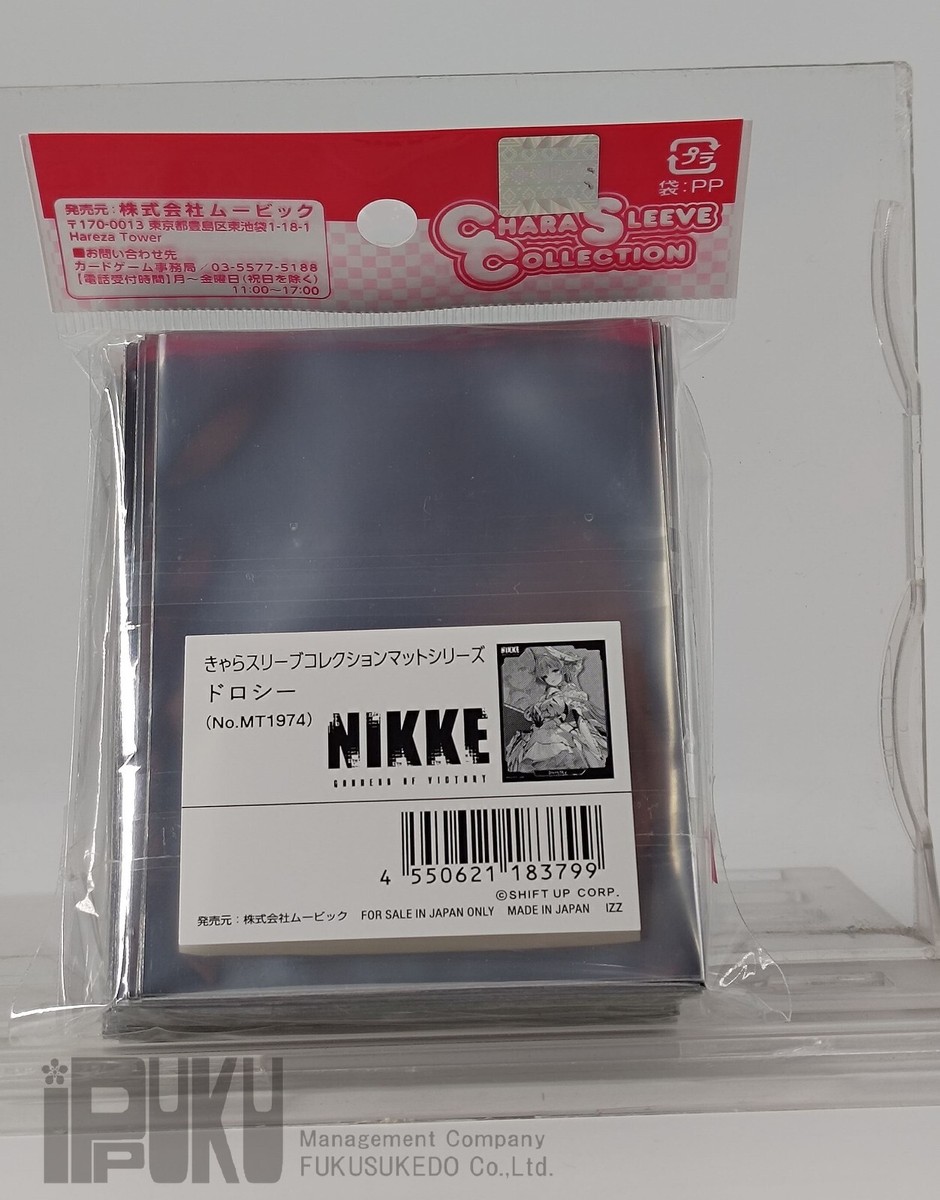 プラ
袋：PP
CHARA SLEEVE
COLLECTION
発売元：株式会社ムービック
〒170-0013 東京都豊島区東池袋1-18-1
Hareza Tower
■お問い合わせ先
カードゲーム事務局／03-5577-5188
【電話受付時間】月～金曜日（祝日を除く）
11:00～17:00
きゃらスリーブコレクションマットシリーズ
ドロシー
（No.MT1974）
NIKKE
GODDESS OF VICTORY
NIKKE
4 550621 183799
©SHIFT UP CORP.
発売元：株式会社ムービック FOR SALE IN JAPAN ONLY MADE IN JAPAN IZZ
iPPUKU
Management Company
FUKUSUKEDO Co.,Ltd.